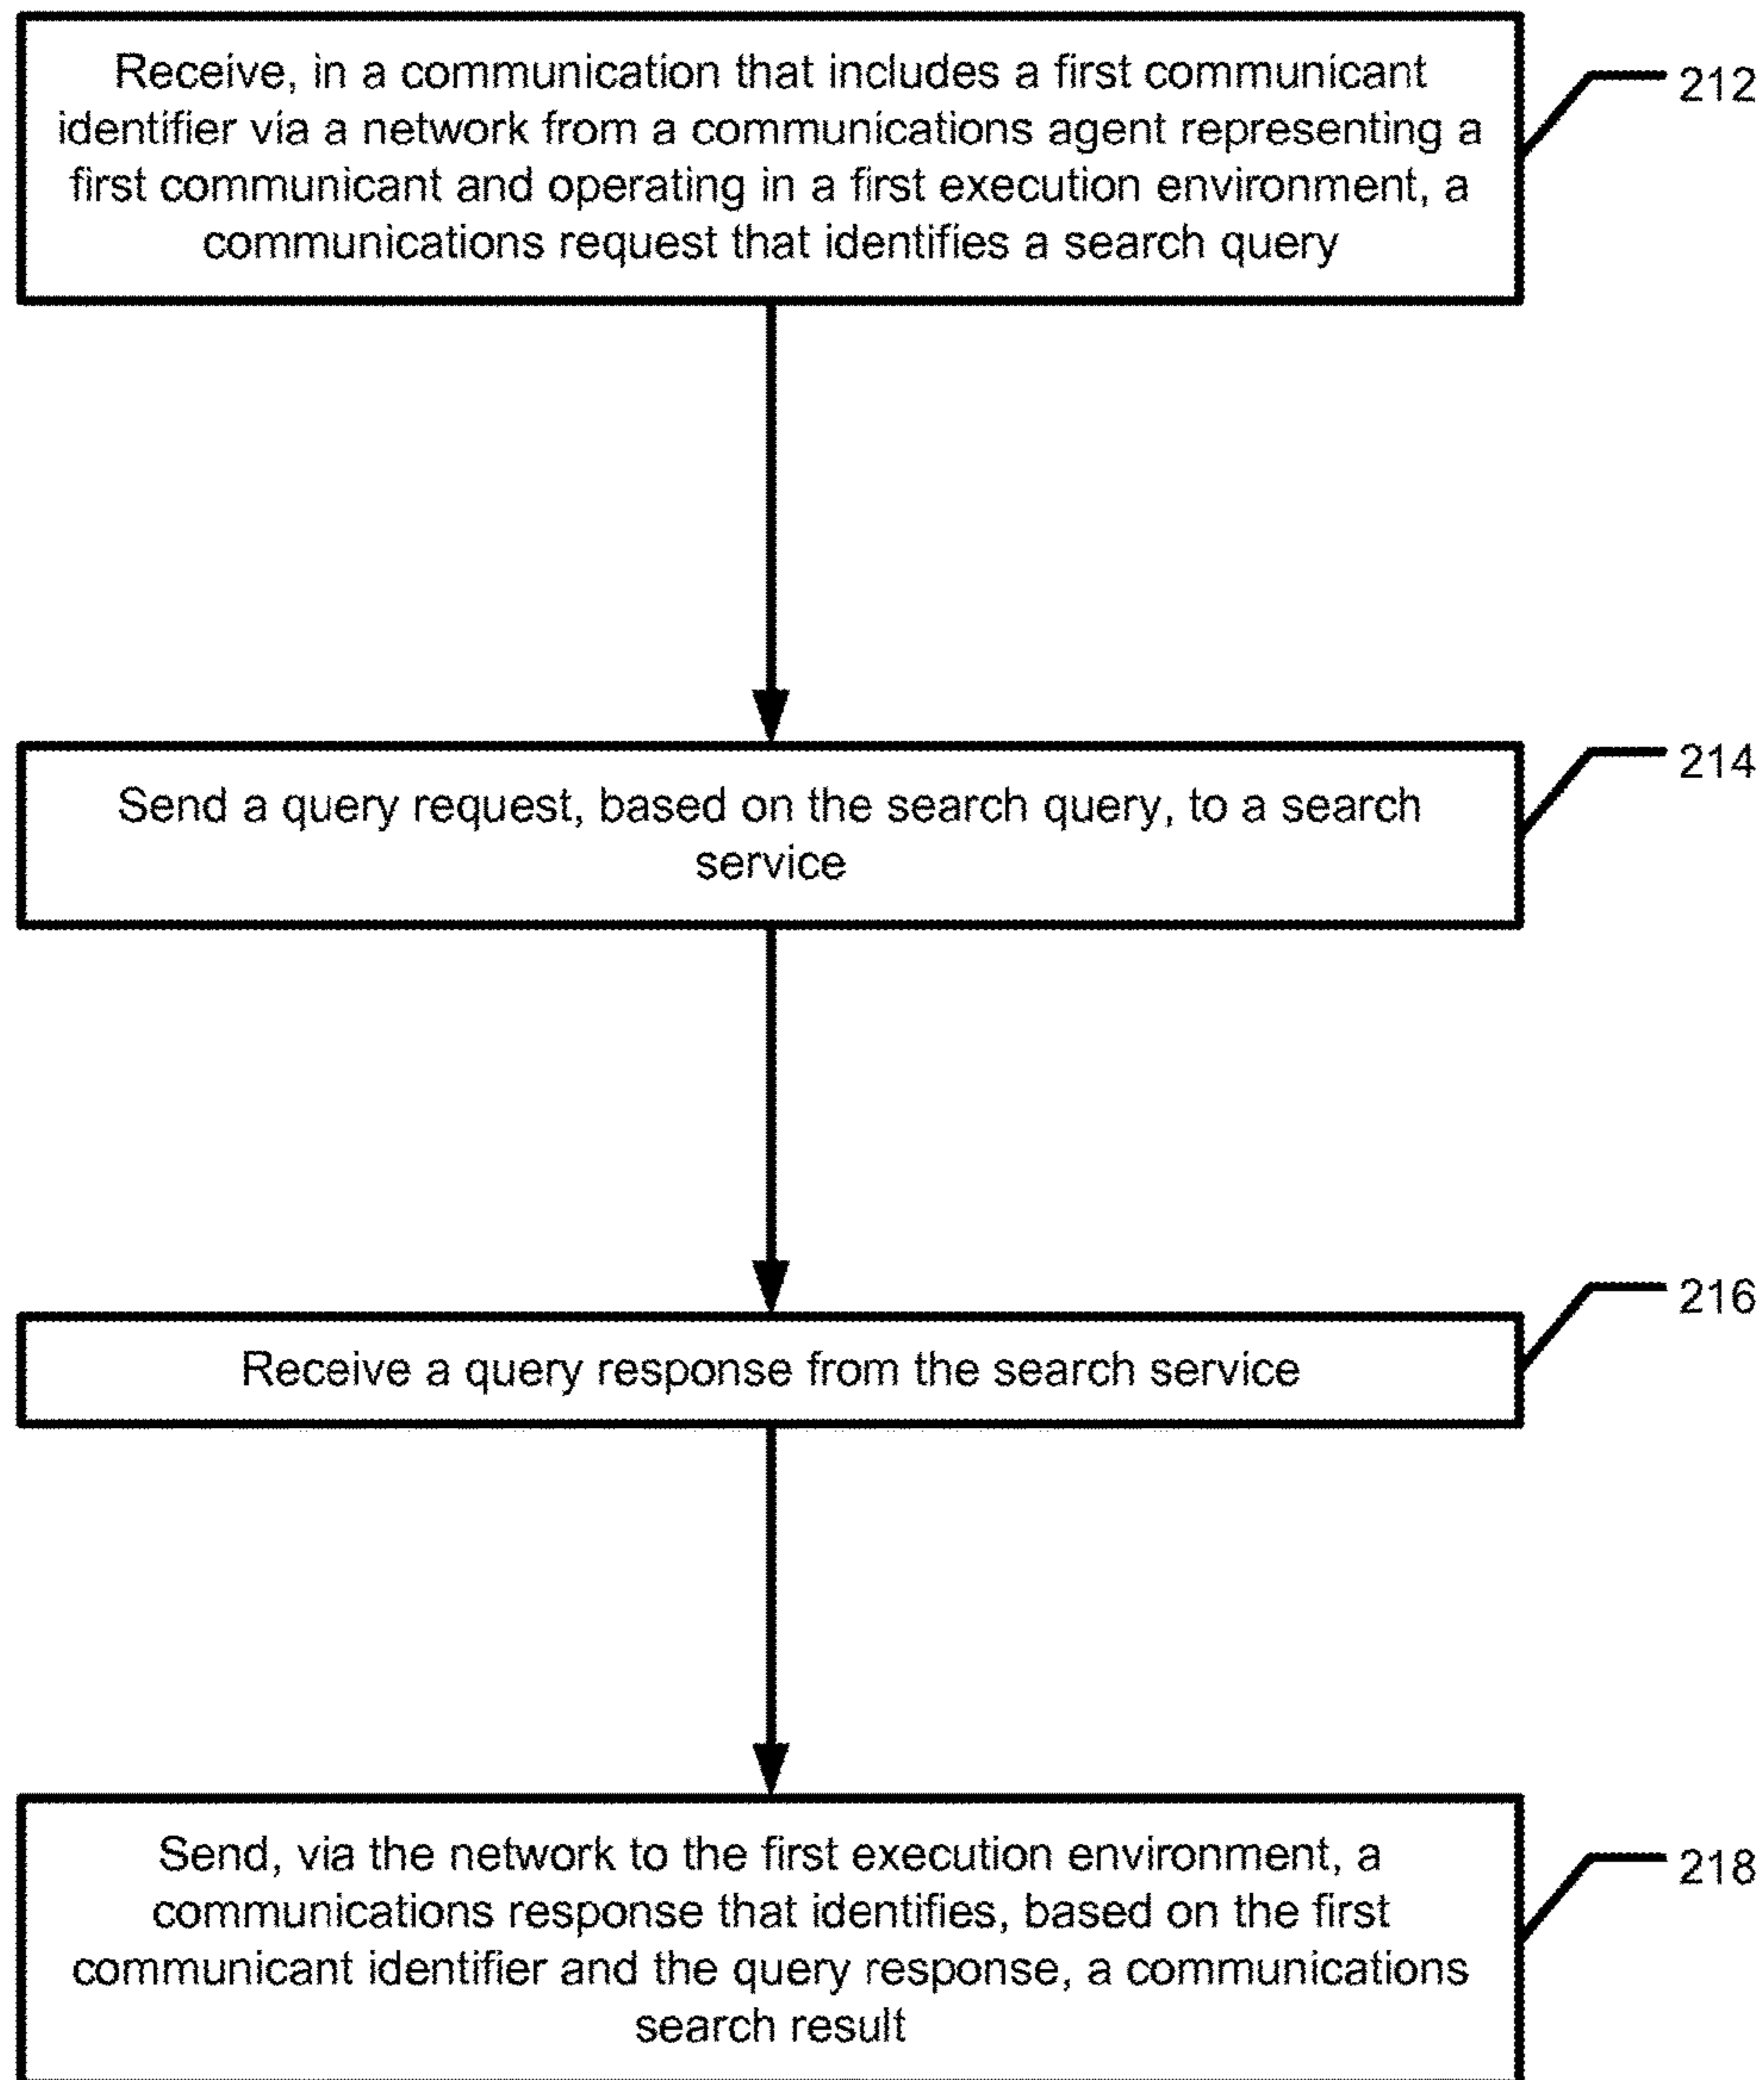 Receive, in a communication that includes a first communicant
identifier via a network from a communications agent representing a
first communicant and operating in a first execution environment, a
communications request that identifies a search query
212
Send a query request, based on the search query, to a search
service
214
Receive a query response from the search service
216
Send, via the network to the first execution environment, a
communications response that identifies, based on the first
communicant identifier and the query response, a communications
search result
218